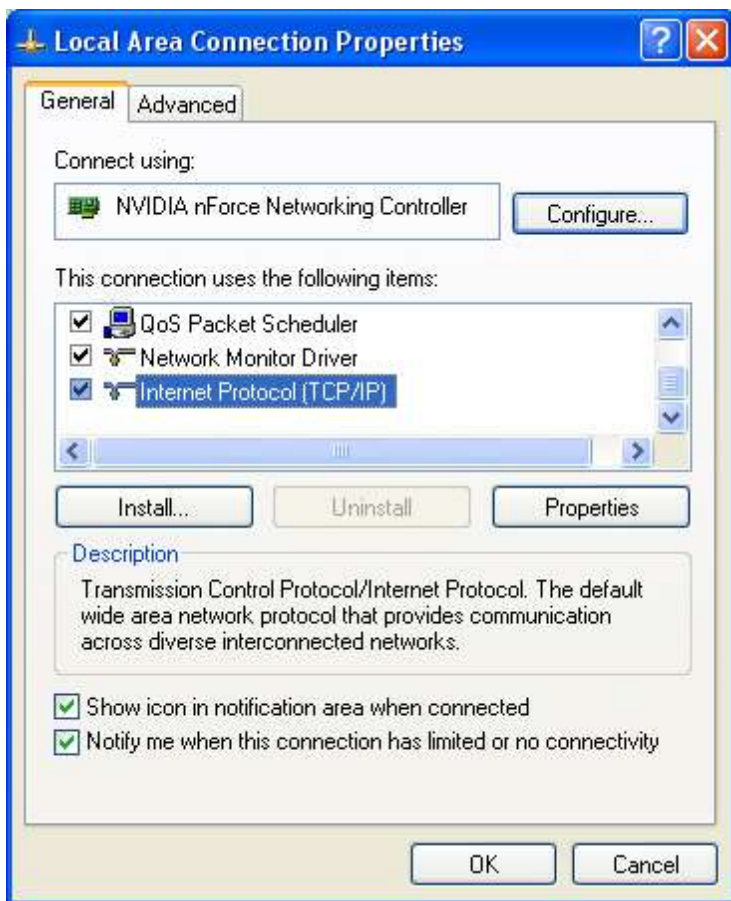 Local Area Connection Properties
General
Advanced
Connect using:
NVIDIA nForce Networking Controller
Configure...
This connection uses the following items:
QoS Packet Scheduler
Network Monitor Driver
Internet Protocol (TCP/IP)
Install...
Uninstall
Properties
Description
Transmission Control Protocol/Internet Protocol. The default
wide area network protocol that provides communication
across diverse interconnected networks.
Show icon in notification area when connected
Notify me when this connection has limited or no connectivity
OK
Cancel